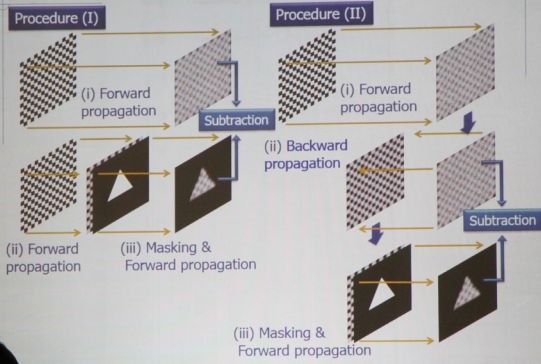 Procedure (I)
(i) Forward
propagation
Subtraction
(ii) Forward
propagation
(iii) Masking &
Forward propagation
Procedure (II)
(i) Forward
propagation
(ii) Backward
propagation
Subtraction
(iii) Masking &
Forward propagation